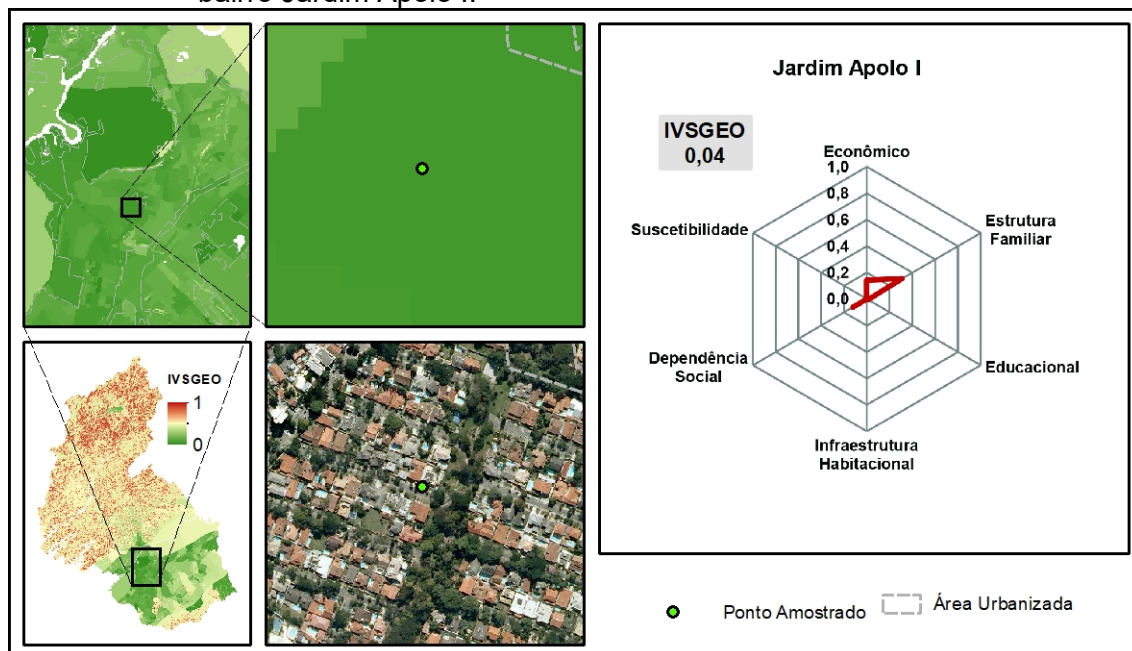 bairro Jardim Apolo I.
Jardim Apolo I
IVSGEO
0,04
Econômico
1,0
0,8
0,6
0,4
0,2
0,0
Estrutura
Familiar
Educacional
Infraestrutura
Habitacional
Dependência
Social
Suscetibilidade
IVSGEO
1
0
Ponto Amostrado
Área Urbanizada